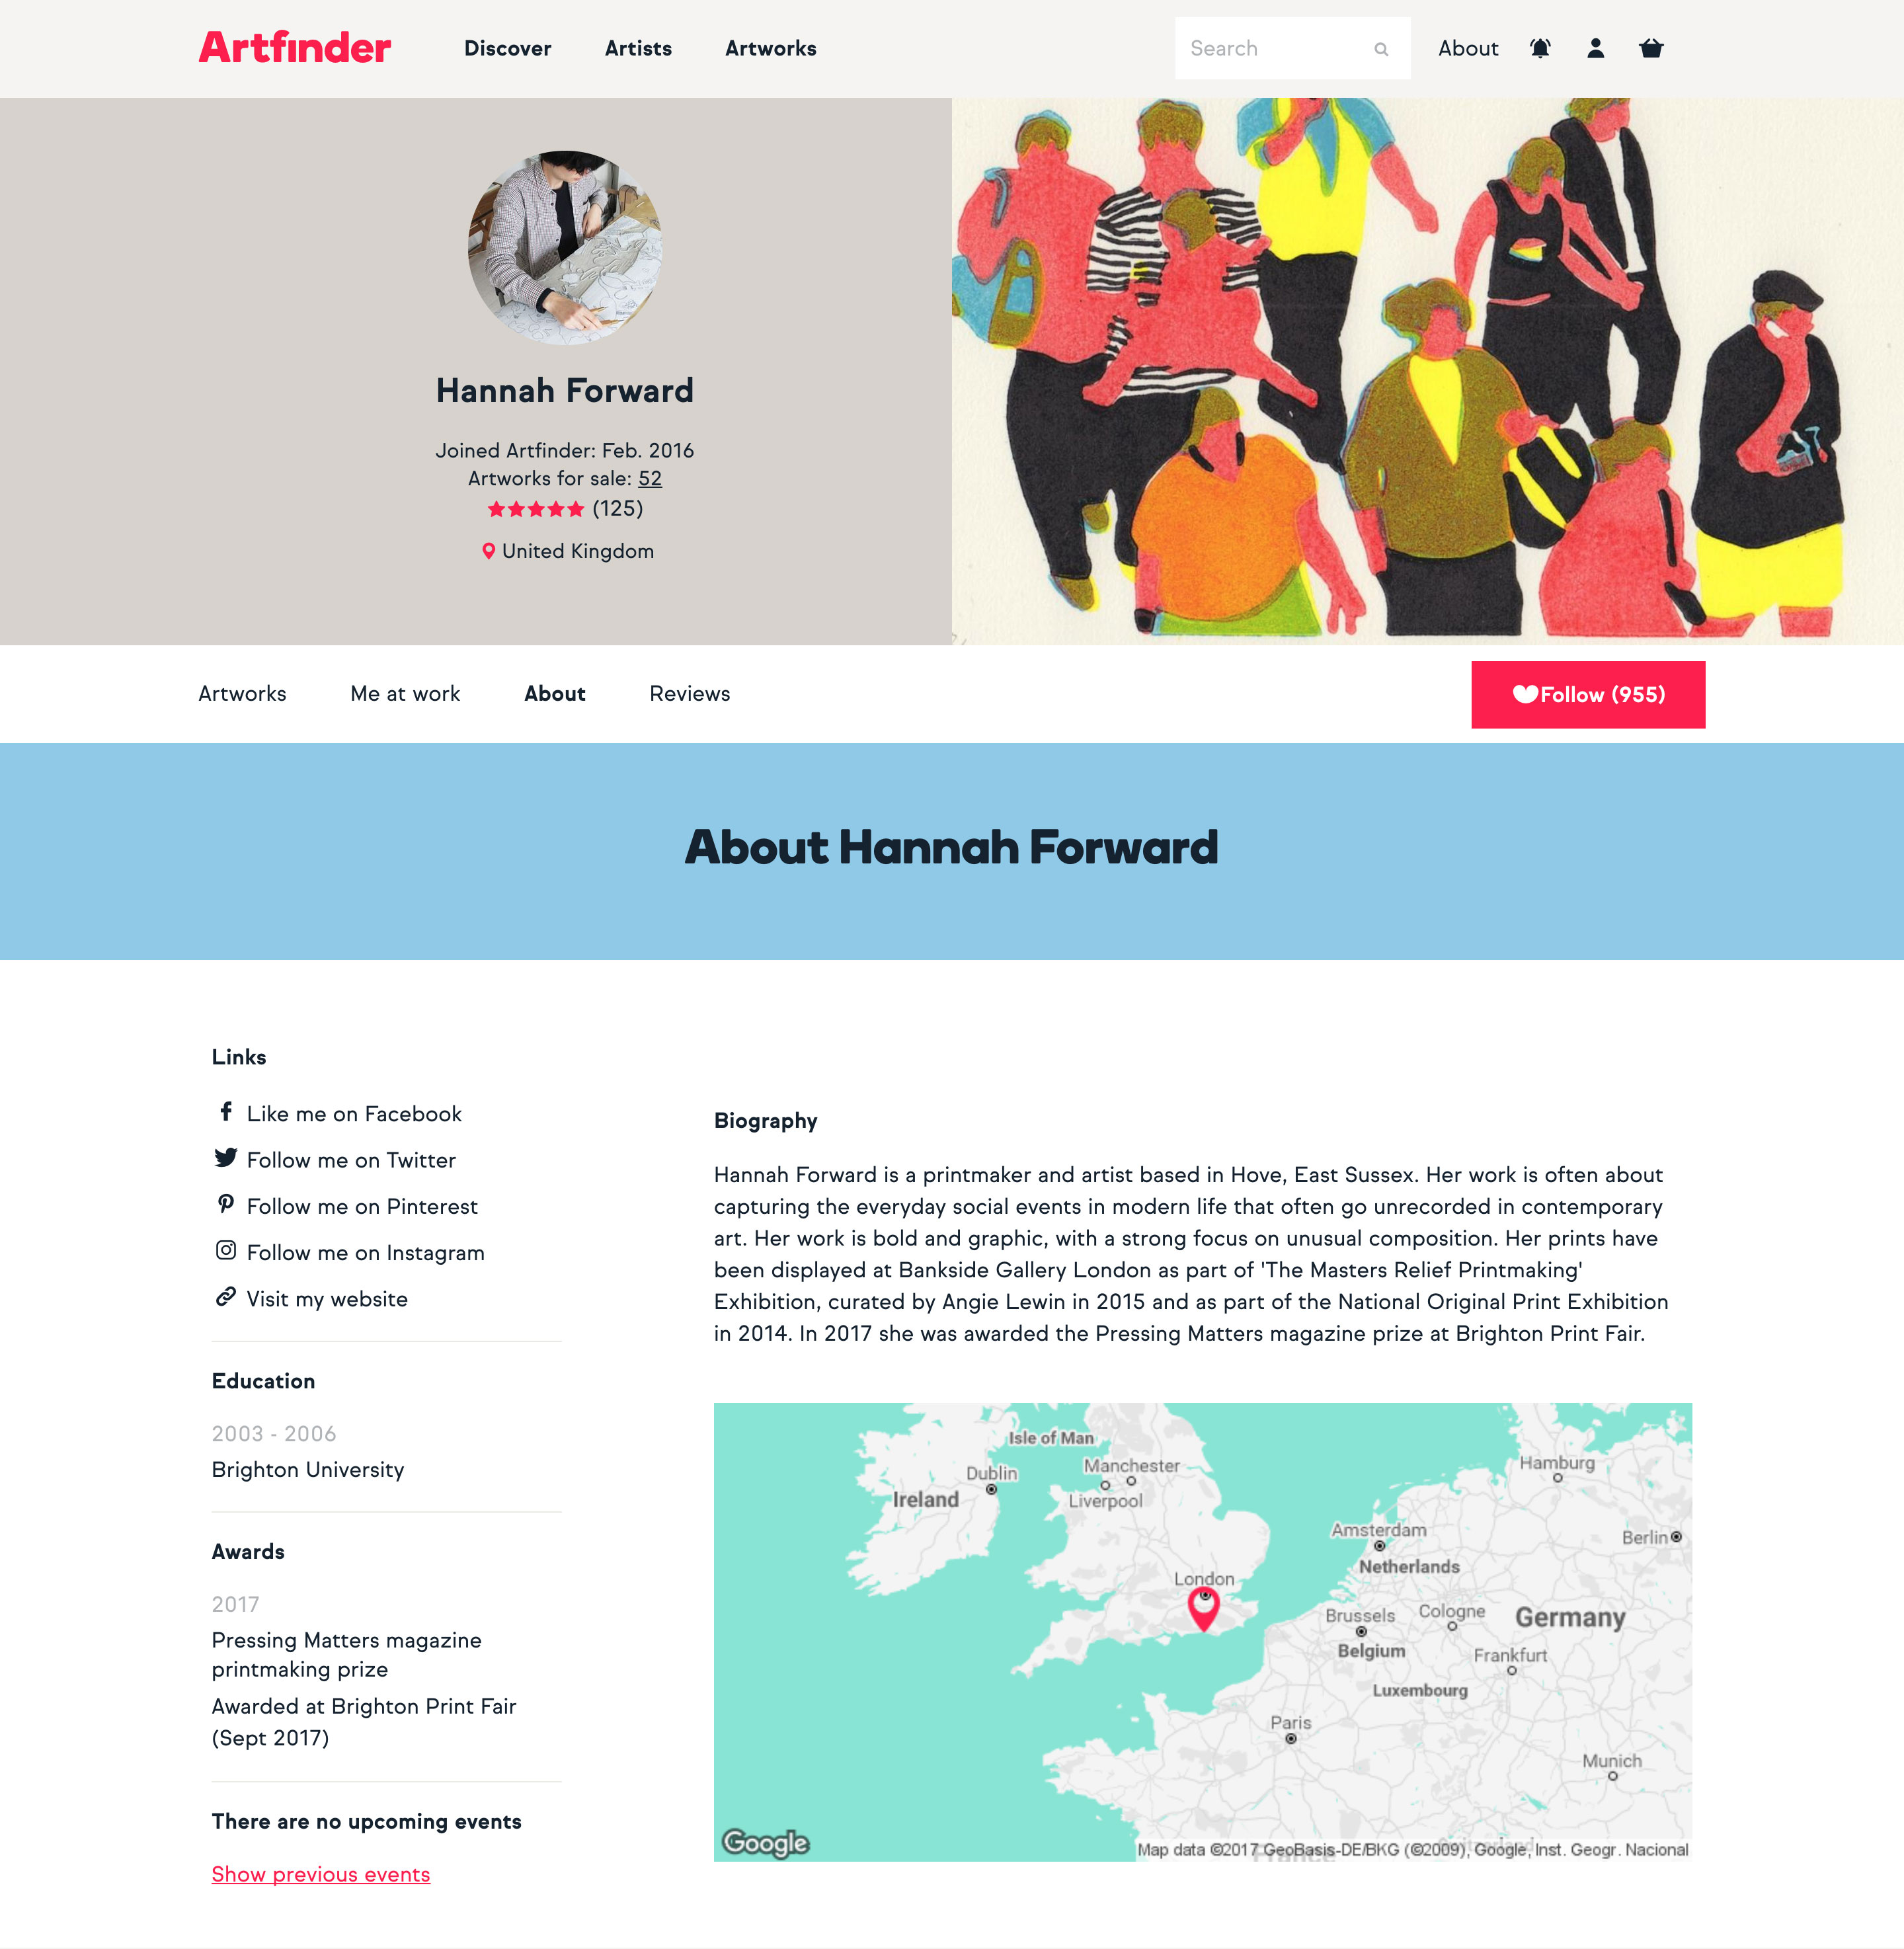 Artfinder
Discover
Artists
Artworks
Search
About
Hannah Forward
Joined Artfinder: Feb. 2016
Artworks for sale: 52
(125)
United Kingdom
Artworks
Me at work
About
Reviews
Follow (955)
About Hannah Forward
Links
Like me on Facebook
Follow me on Twitter
Follow me on Pinterest
Follow me on Instagram
Visit my website
Education
2003 - 2006
Brighton University
Awards
2017
Pressing Matters magazine
printmaking prize
Awarded at Brighton Print Fair
(Sept 2017)
There are no upcoming events
Show previous events
Biography
Hannah Forward is a printmaker and artist based in Hove, East Sussex. Her work is often about
capturing the everyday social events in modern life that often go unrecorded in contemporary
art. Her work is bold and graphic, with a strong focus on unusual composition. Her prints have
been displayed at Bankside Gallery London as part of 'The Masters Relief Printmaking'
Exhibition, curated by Angie Lewin in 2015 and as part of the National Original Print Exhibition
in 2014. In 2017 she was awarded the Pressing Matters magazine prize at Brighton Print Fair.
Isle of Man
Dublin
Manchester
Hamburg
Ireland
Liverpool
Amsterdam
Berlin
Netherlands
London
Brussels
Cologne
Germany
Belgium
Frankfurt
Luxembourg
Paris
Munich
Google
Map data ©2017 GeoBasis-DE/BKG (©2009), Google, Inst. Geogr. Nacional